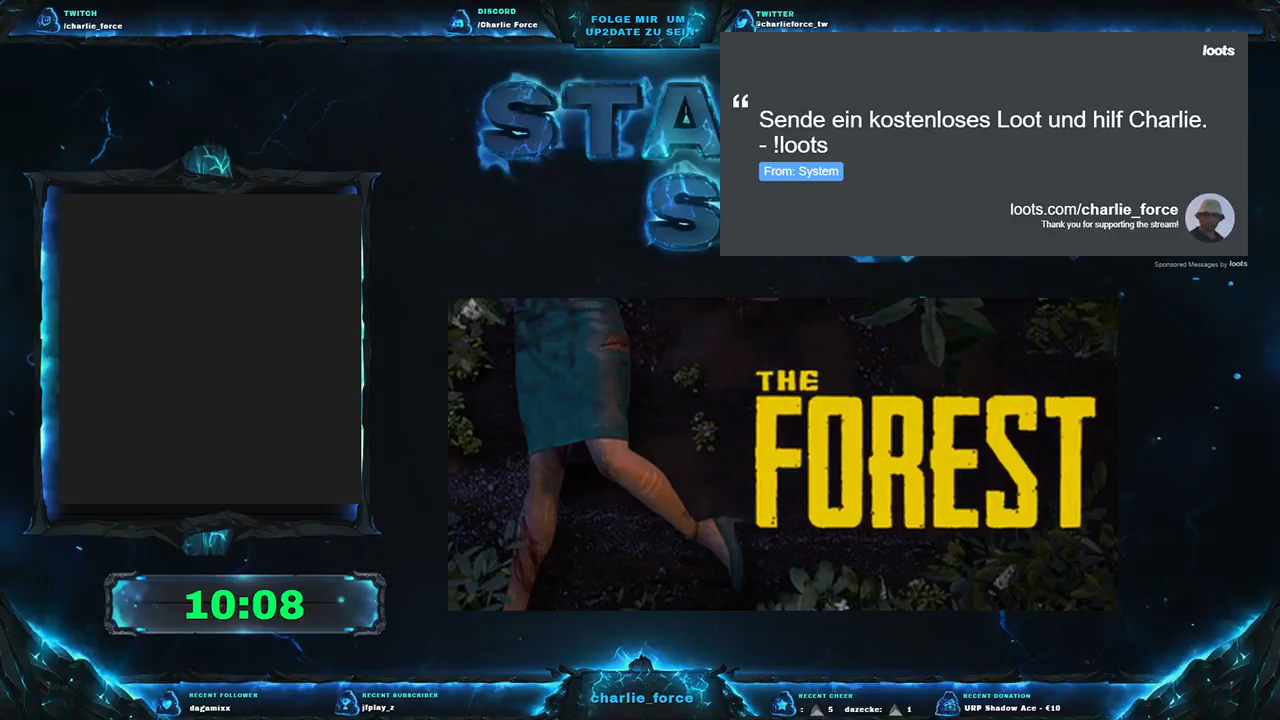 TWITCH
/charlie_force
DISCORD
/Charlie Force
FOLGE MIR UM
UP2DATE ZU SEIN
TWITTER
@charlieforce_tw
loots
“
Sende ein kostenloses Loot und hilf Charlie.
- !loots
From: System
loots.com/charlie_force
Thank you for supporting the stream!
Sponsored Messages by loots
STA
S
THE
FOREST
10:08
RECENT FOLLOWER
dagamixx
RECENT SUBSCRIBER
jfplay_z
charlie_force
RECENT CHEER
: 5 dazecke: 1
RECENT DONATION
URP Shadow Ace - €10